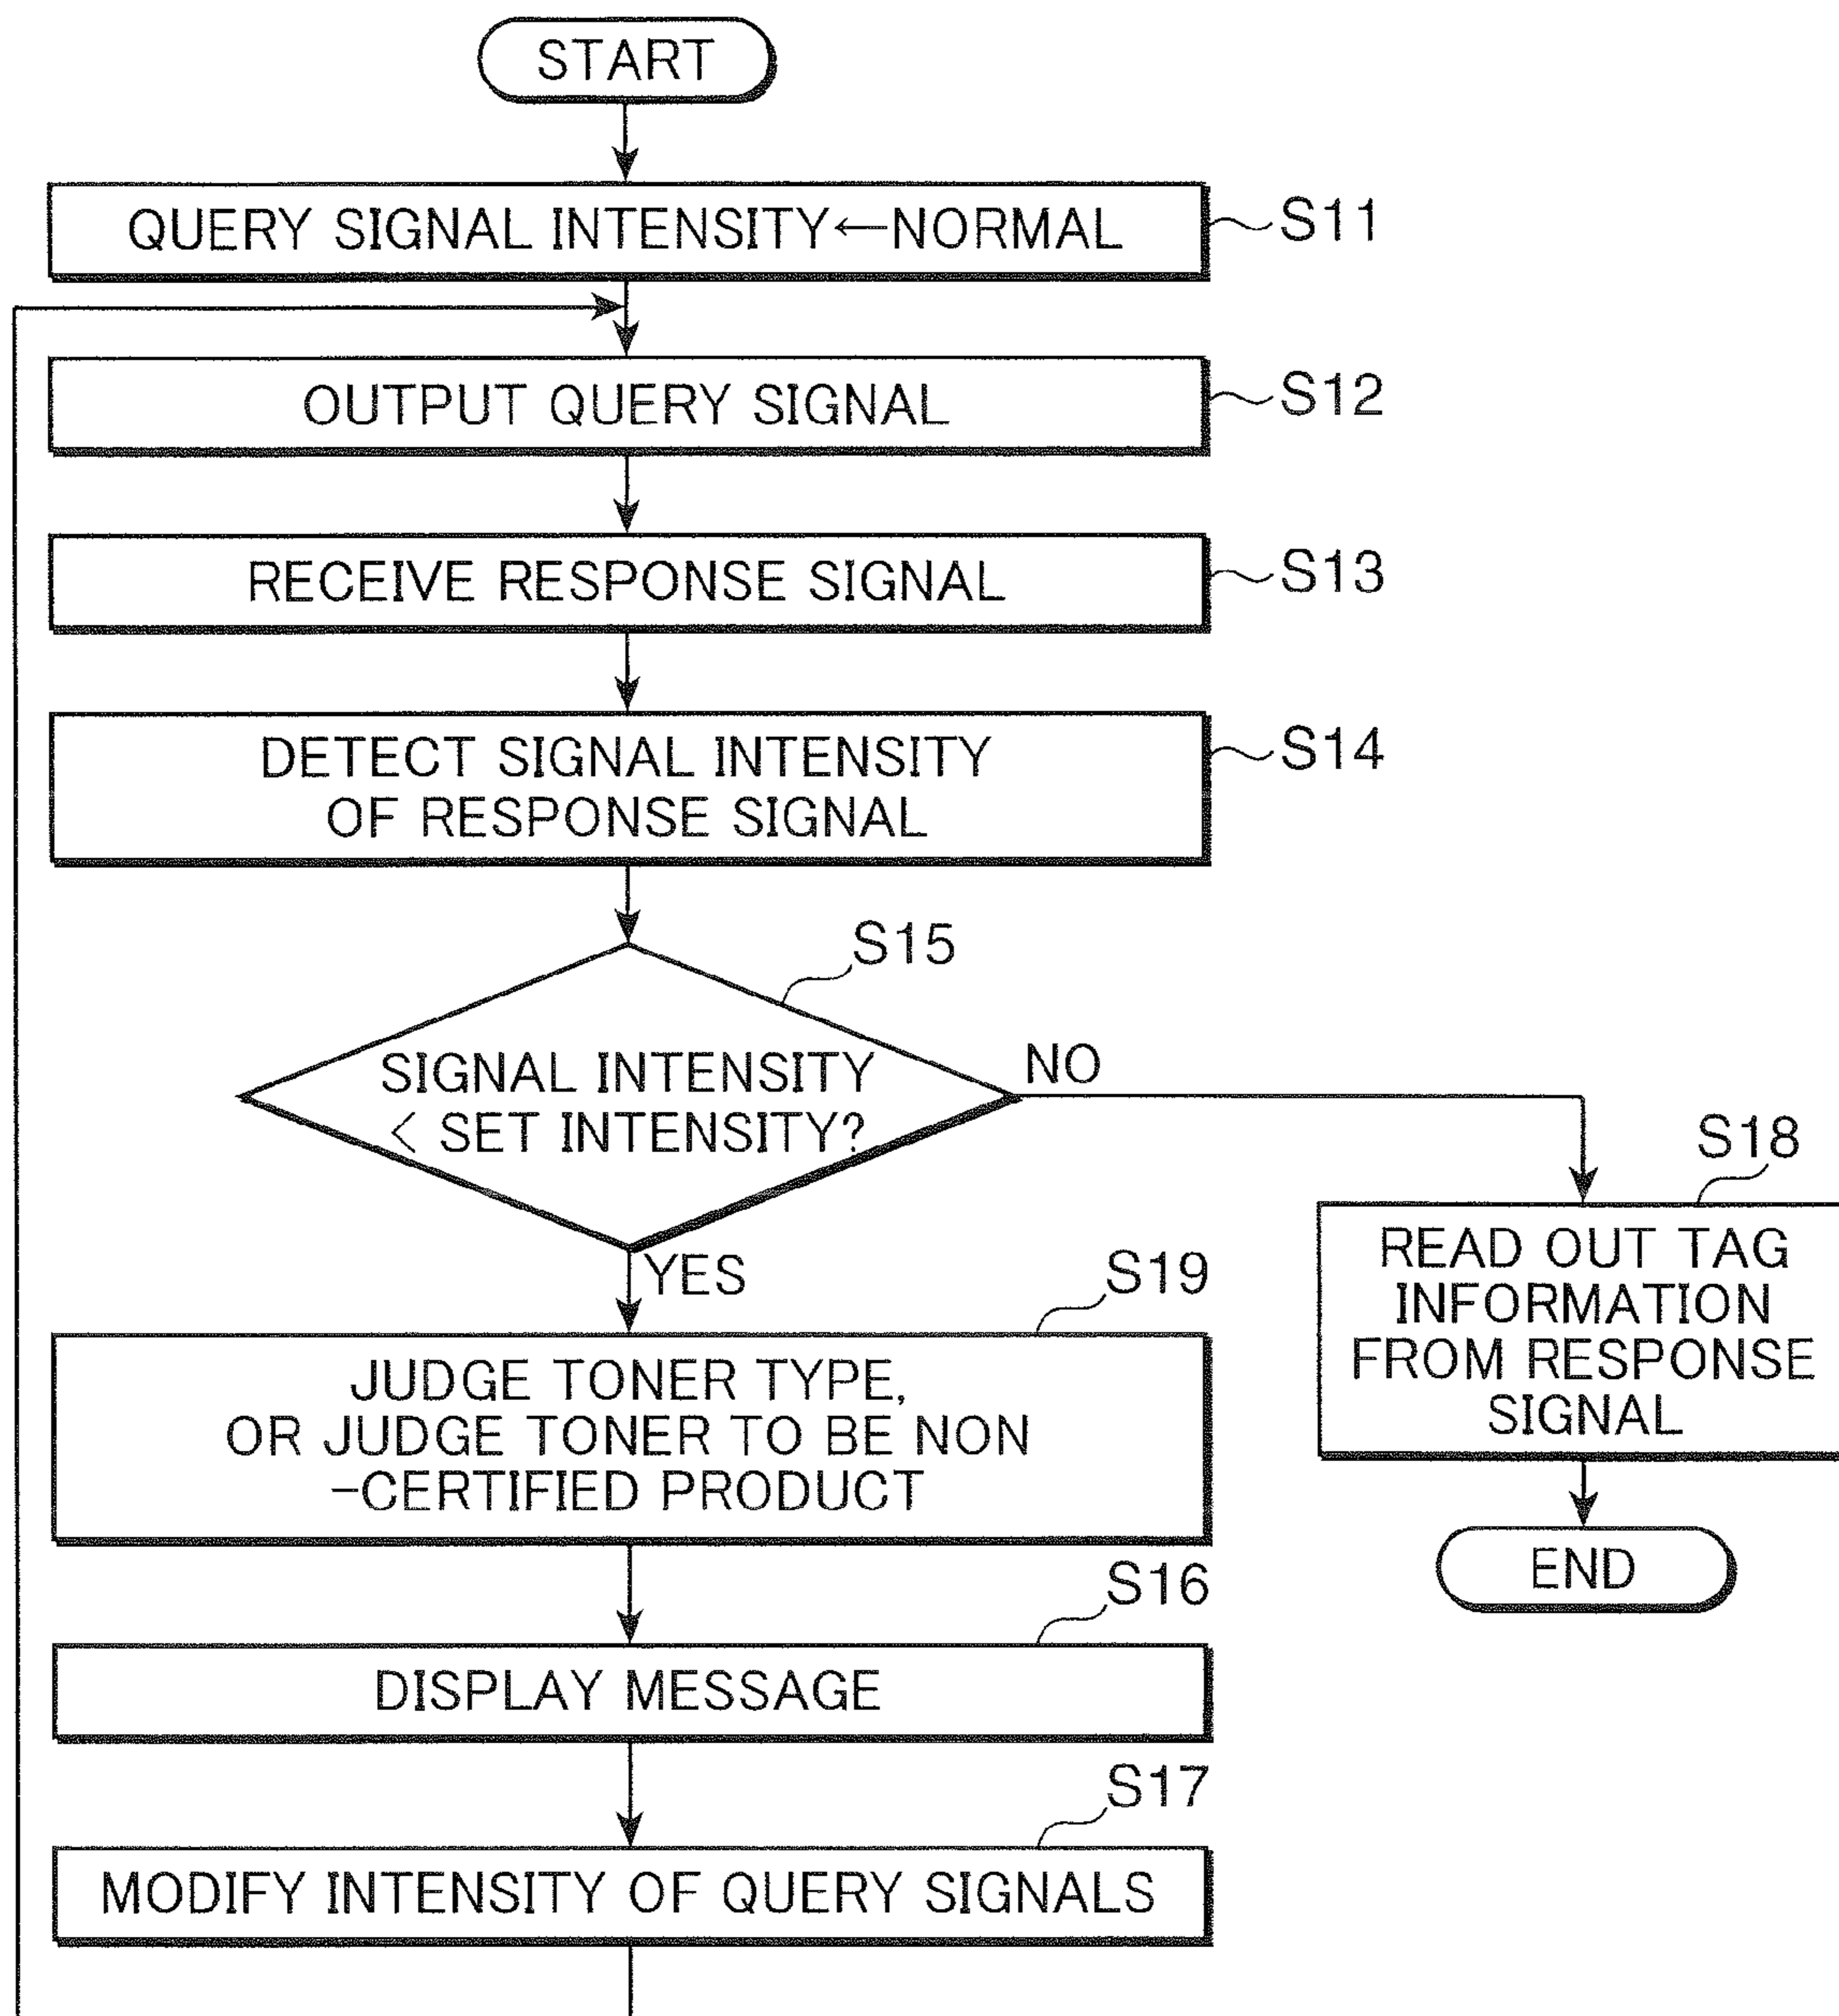 START
QUERY SIGNAL INTENSITY←NORMAL
S11
OUTPUT QUERY SIGNAL
S12
RECEIVE RESPONSE SIGNAL
S13
DETECT SIGNAL INTENSITY
OF RESPONSE SIGNAL
S14
S15
SIGNAL INTENSITY
< SET INTENSITY?
NO
YES
S18
READ OUT TAG
INFORMATION
FROM RESPONSE
SIGNAL
END
S19
JUDGE TONER TYPE,
OR JUDGE TONER TO BE NON
-CERTIFIED PRODUCT
S16
DISPLAY MESSAGE
S17
MODIFY INTENSITY OF QUERY SIGNALS